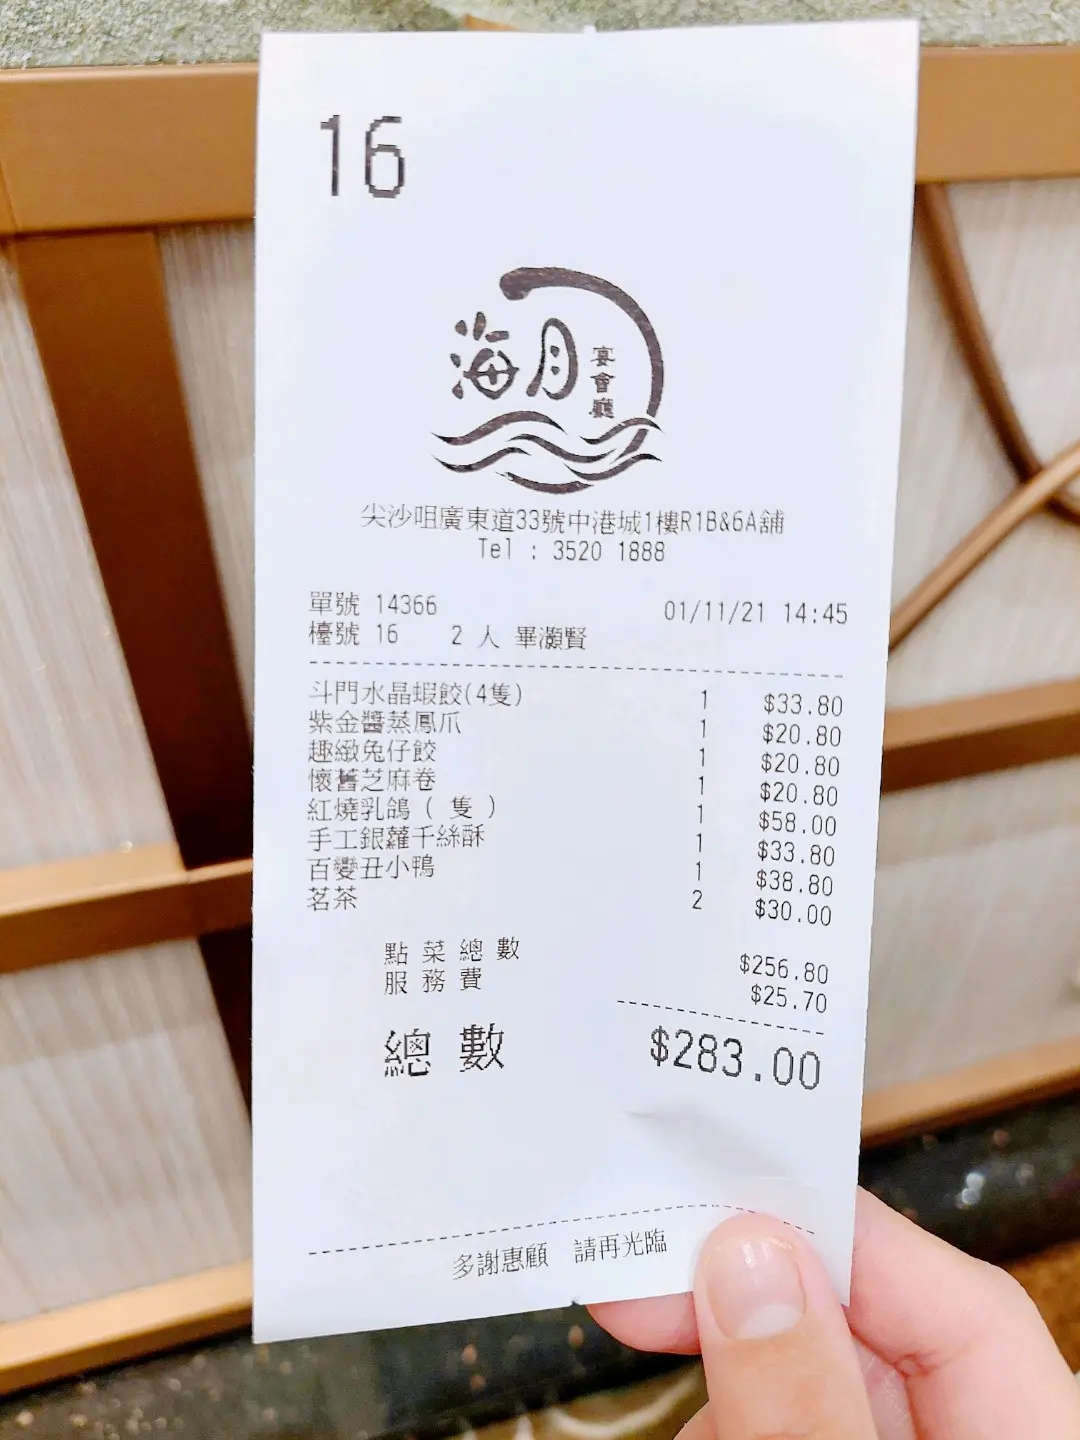 16
海月
宴會廳
尖沙咀廣東道33號中港城1樓R1B&6A舖
Tel : 3520 1888
單號 14366 01/11/21 14:45
檯號 16 2 人 畢灝賢
斗門水晶蝦餃(4隻) 1 $33.80
紫金醬蒸鳳爪 1 $20.80
趣緻兔仔餃 1 $20.80
懷舊芝麻卷 1 $20.80
紅燒乳鴿 ( 隻 ) 1 $58.00
手工銀蘿千絲酥 1 $33.80
百變丑小鴨 1 $38.80
茗茶 2 $30.00
點菜總數 $256.80
服務費 $25.70
總數 $283.00
多謝惠顧 請再光臨